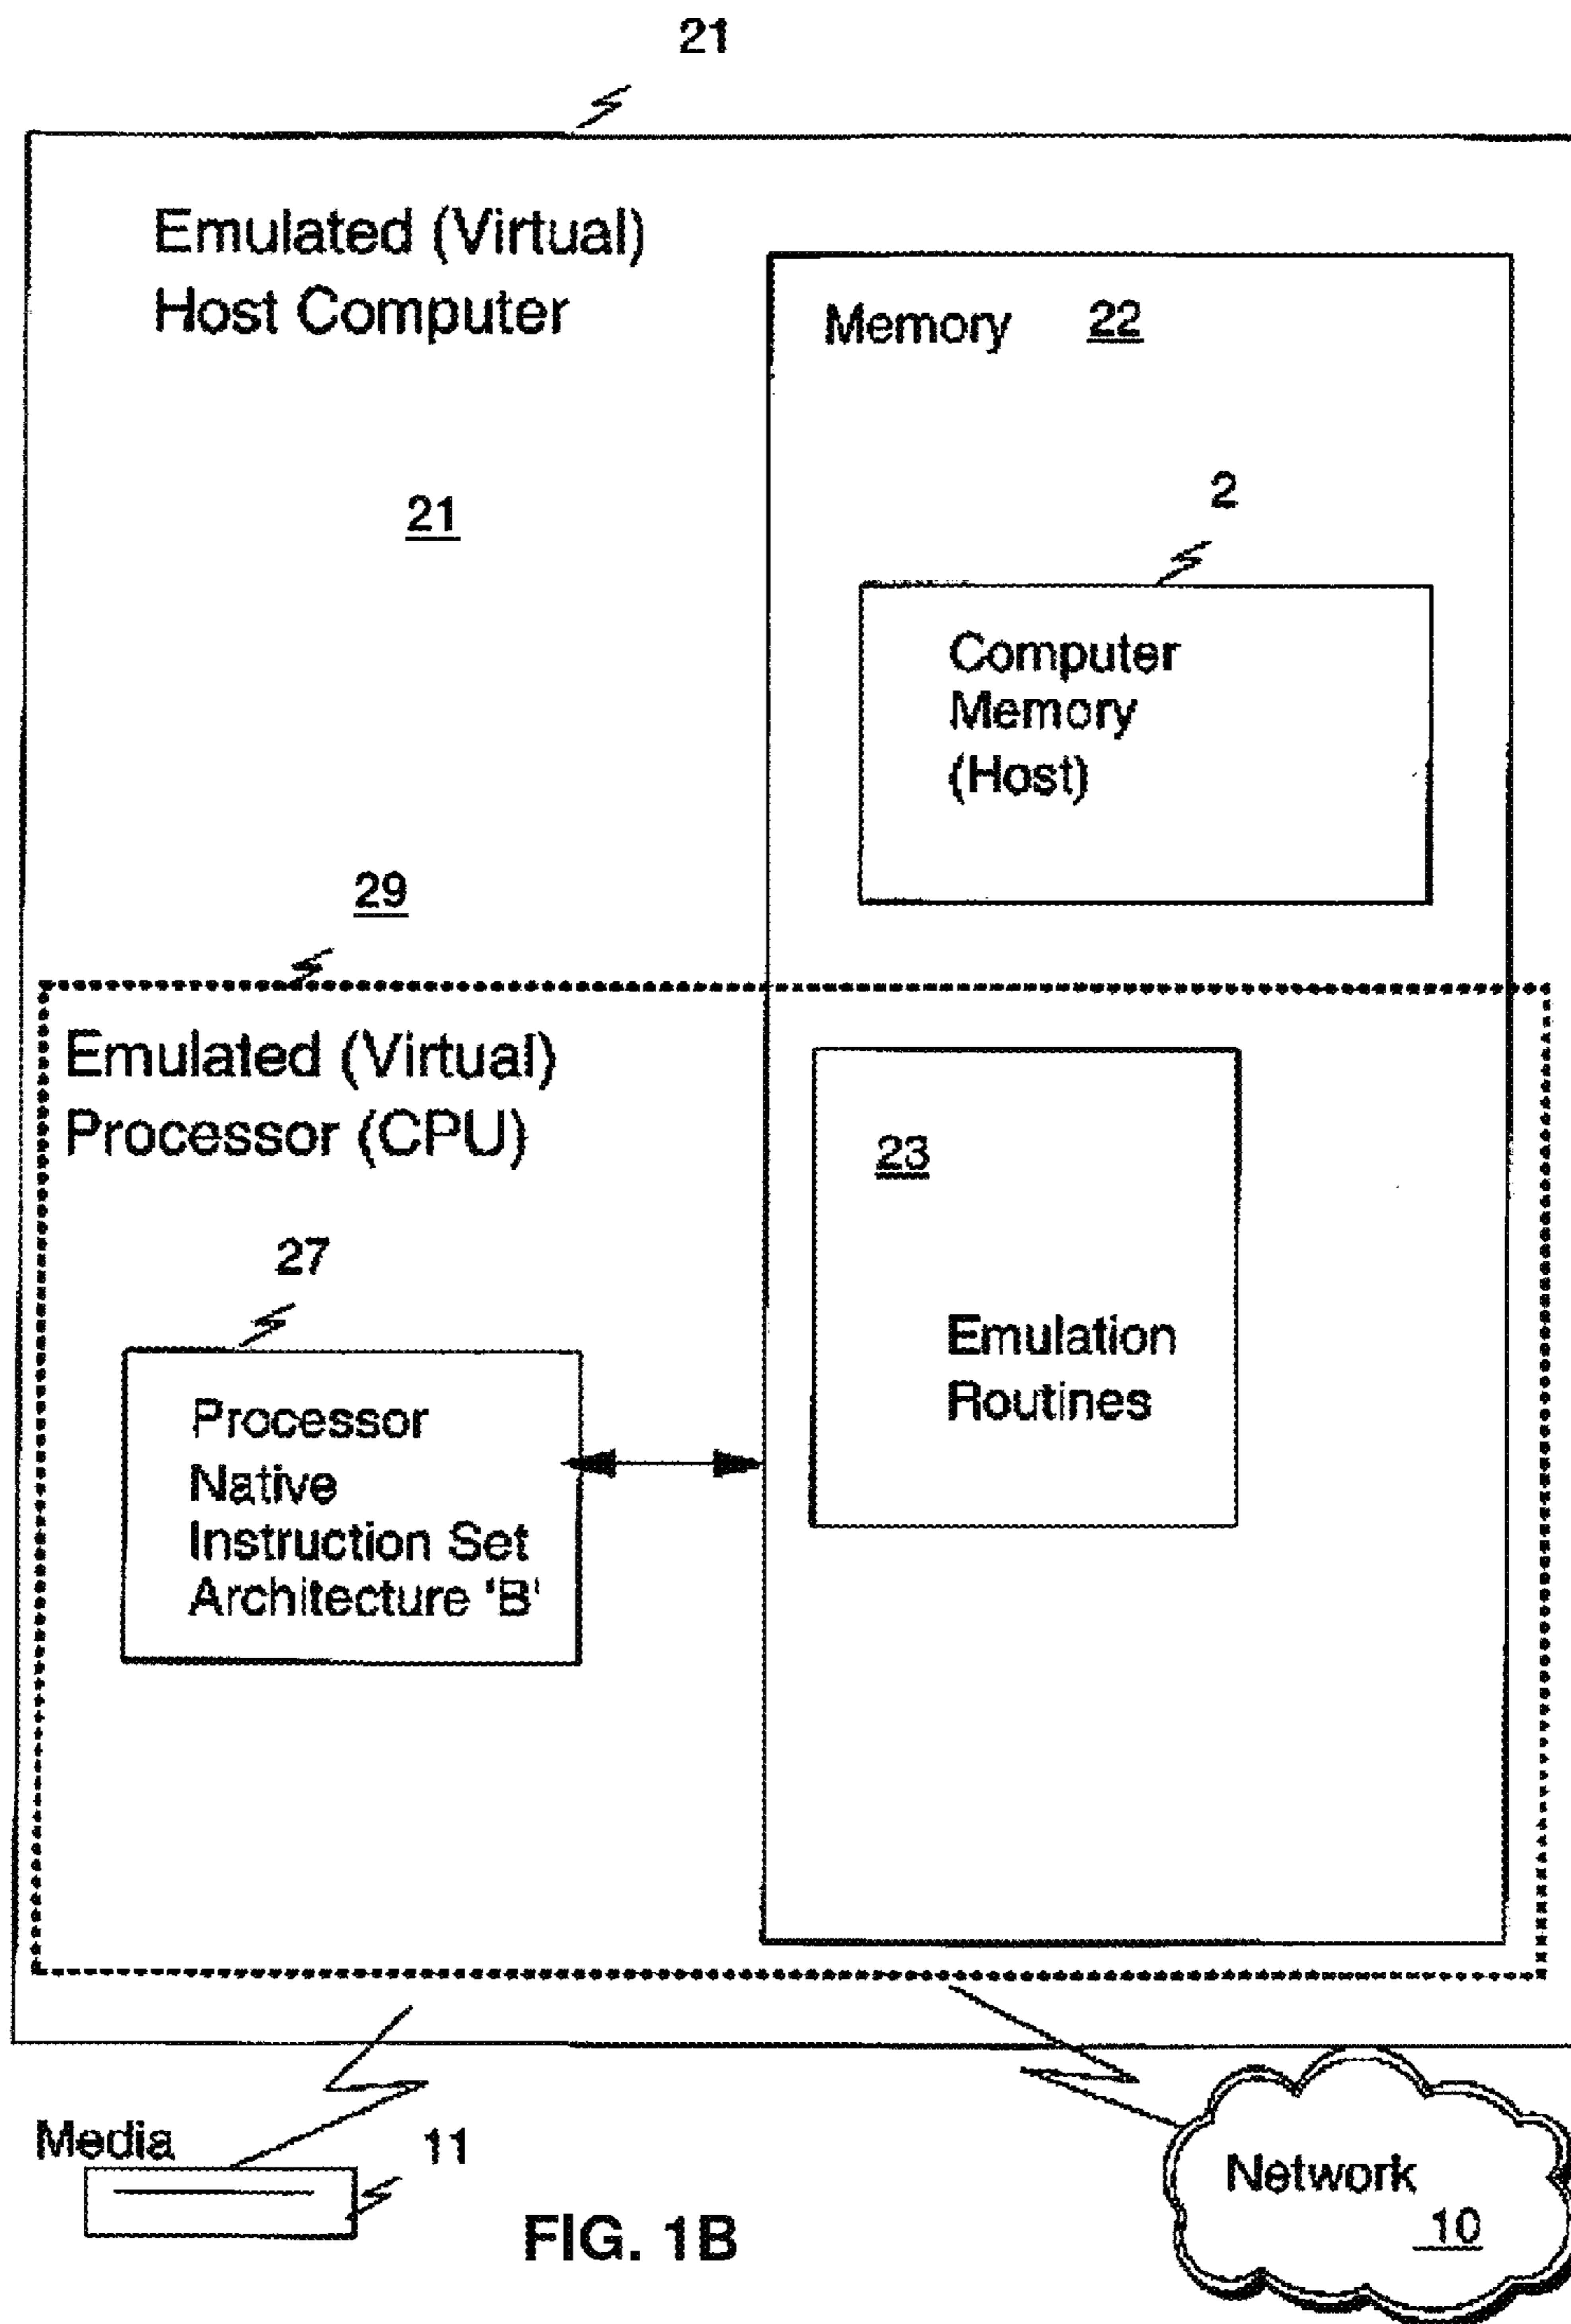 21
Emulated (Virtual)
Host Computer
21
Memory 22
2
Computer
Memory
(Host)
29
Emulated (Virtual)
Processor (CPU)
27
Processor
Native
Instruction Set
Architecture 'B'
23
Emulation
Routines
Media
11
FIG. 1B
Network
10